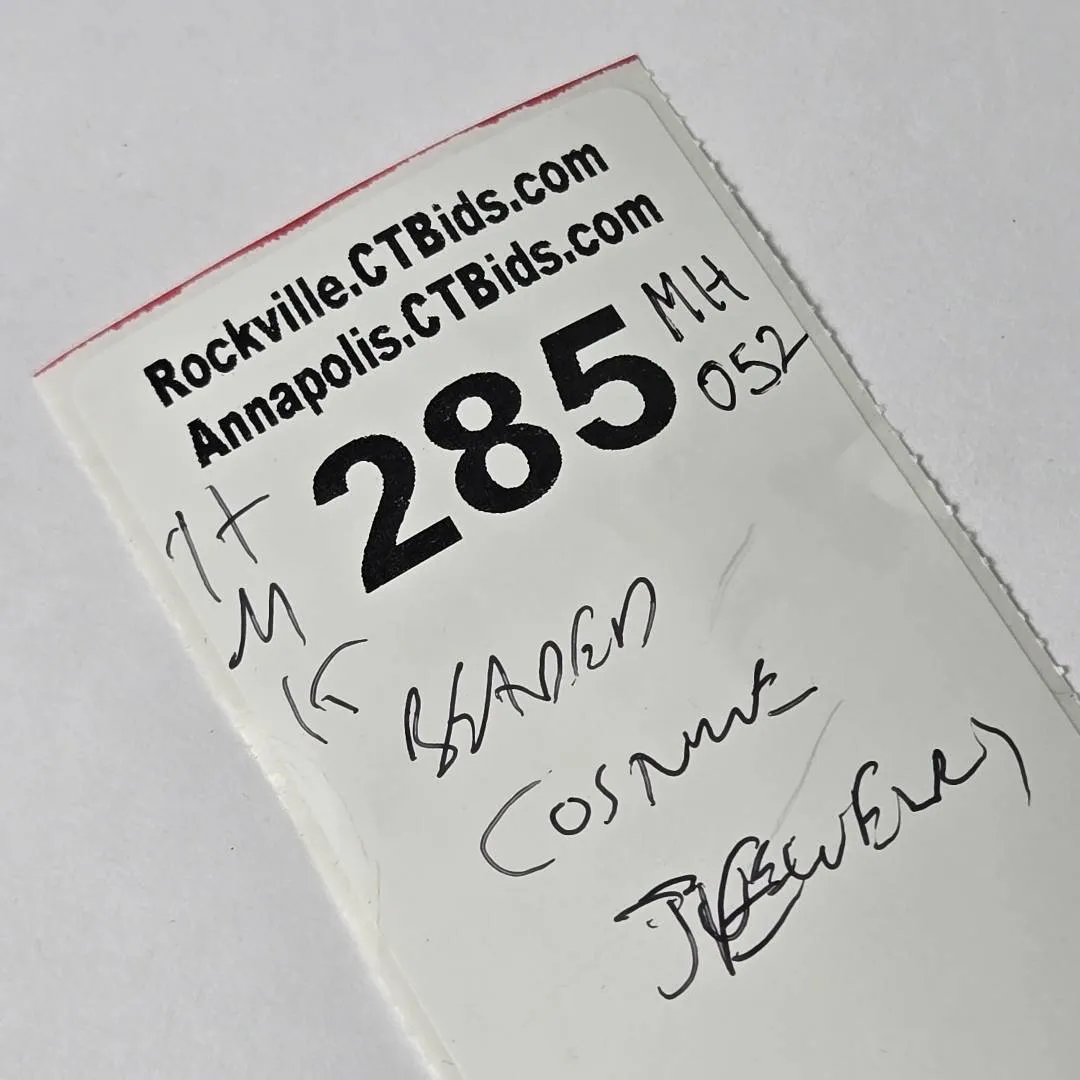 Rockville.CTBids.com
Annapolis.CTBids.com
285
MH
052
BEADED
COSTUME
JEWELRY